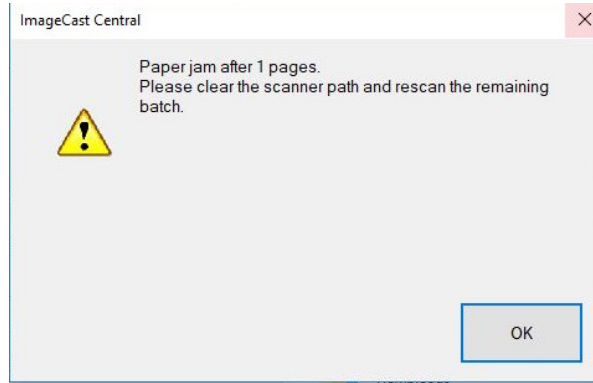 ImageCast Central
Paper jam after 1 pages.
Please clear the scanner path and rescan the remaining
batch.
OK